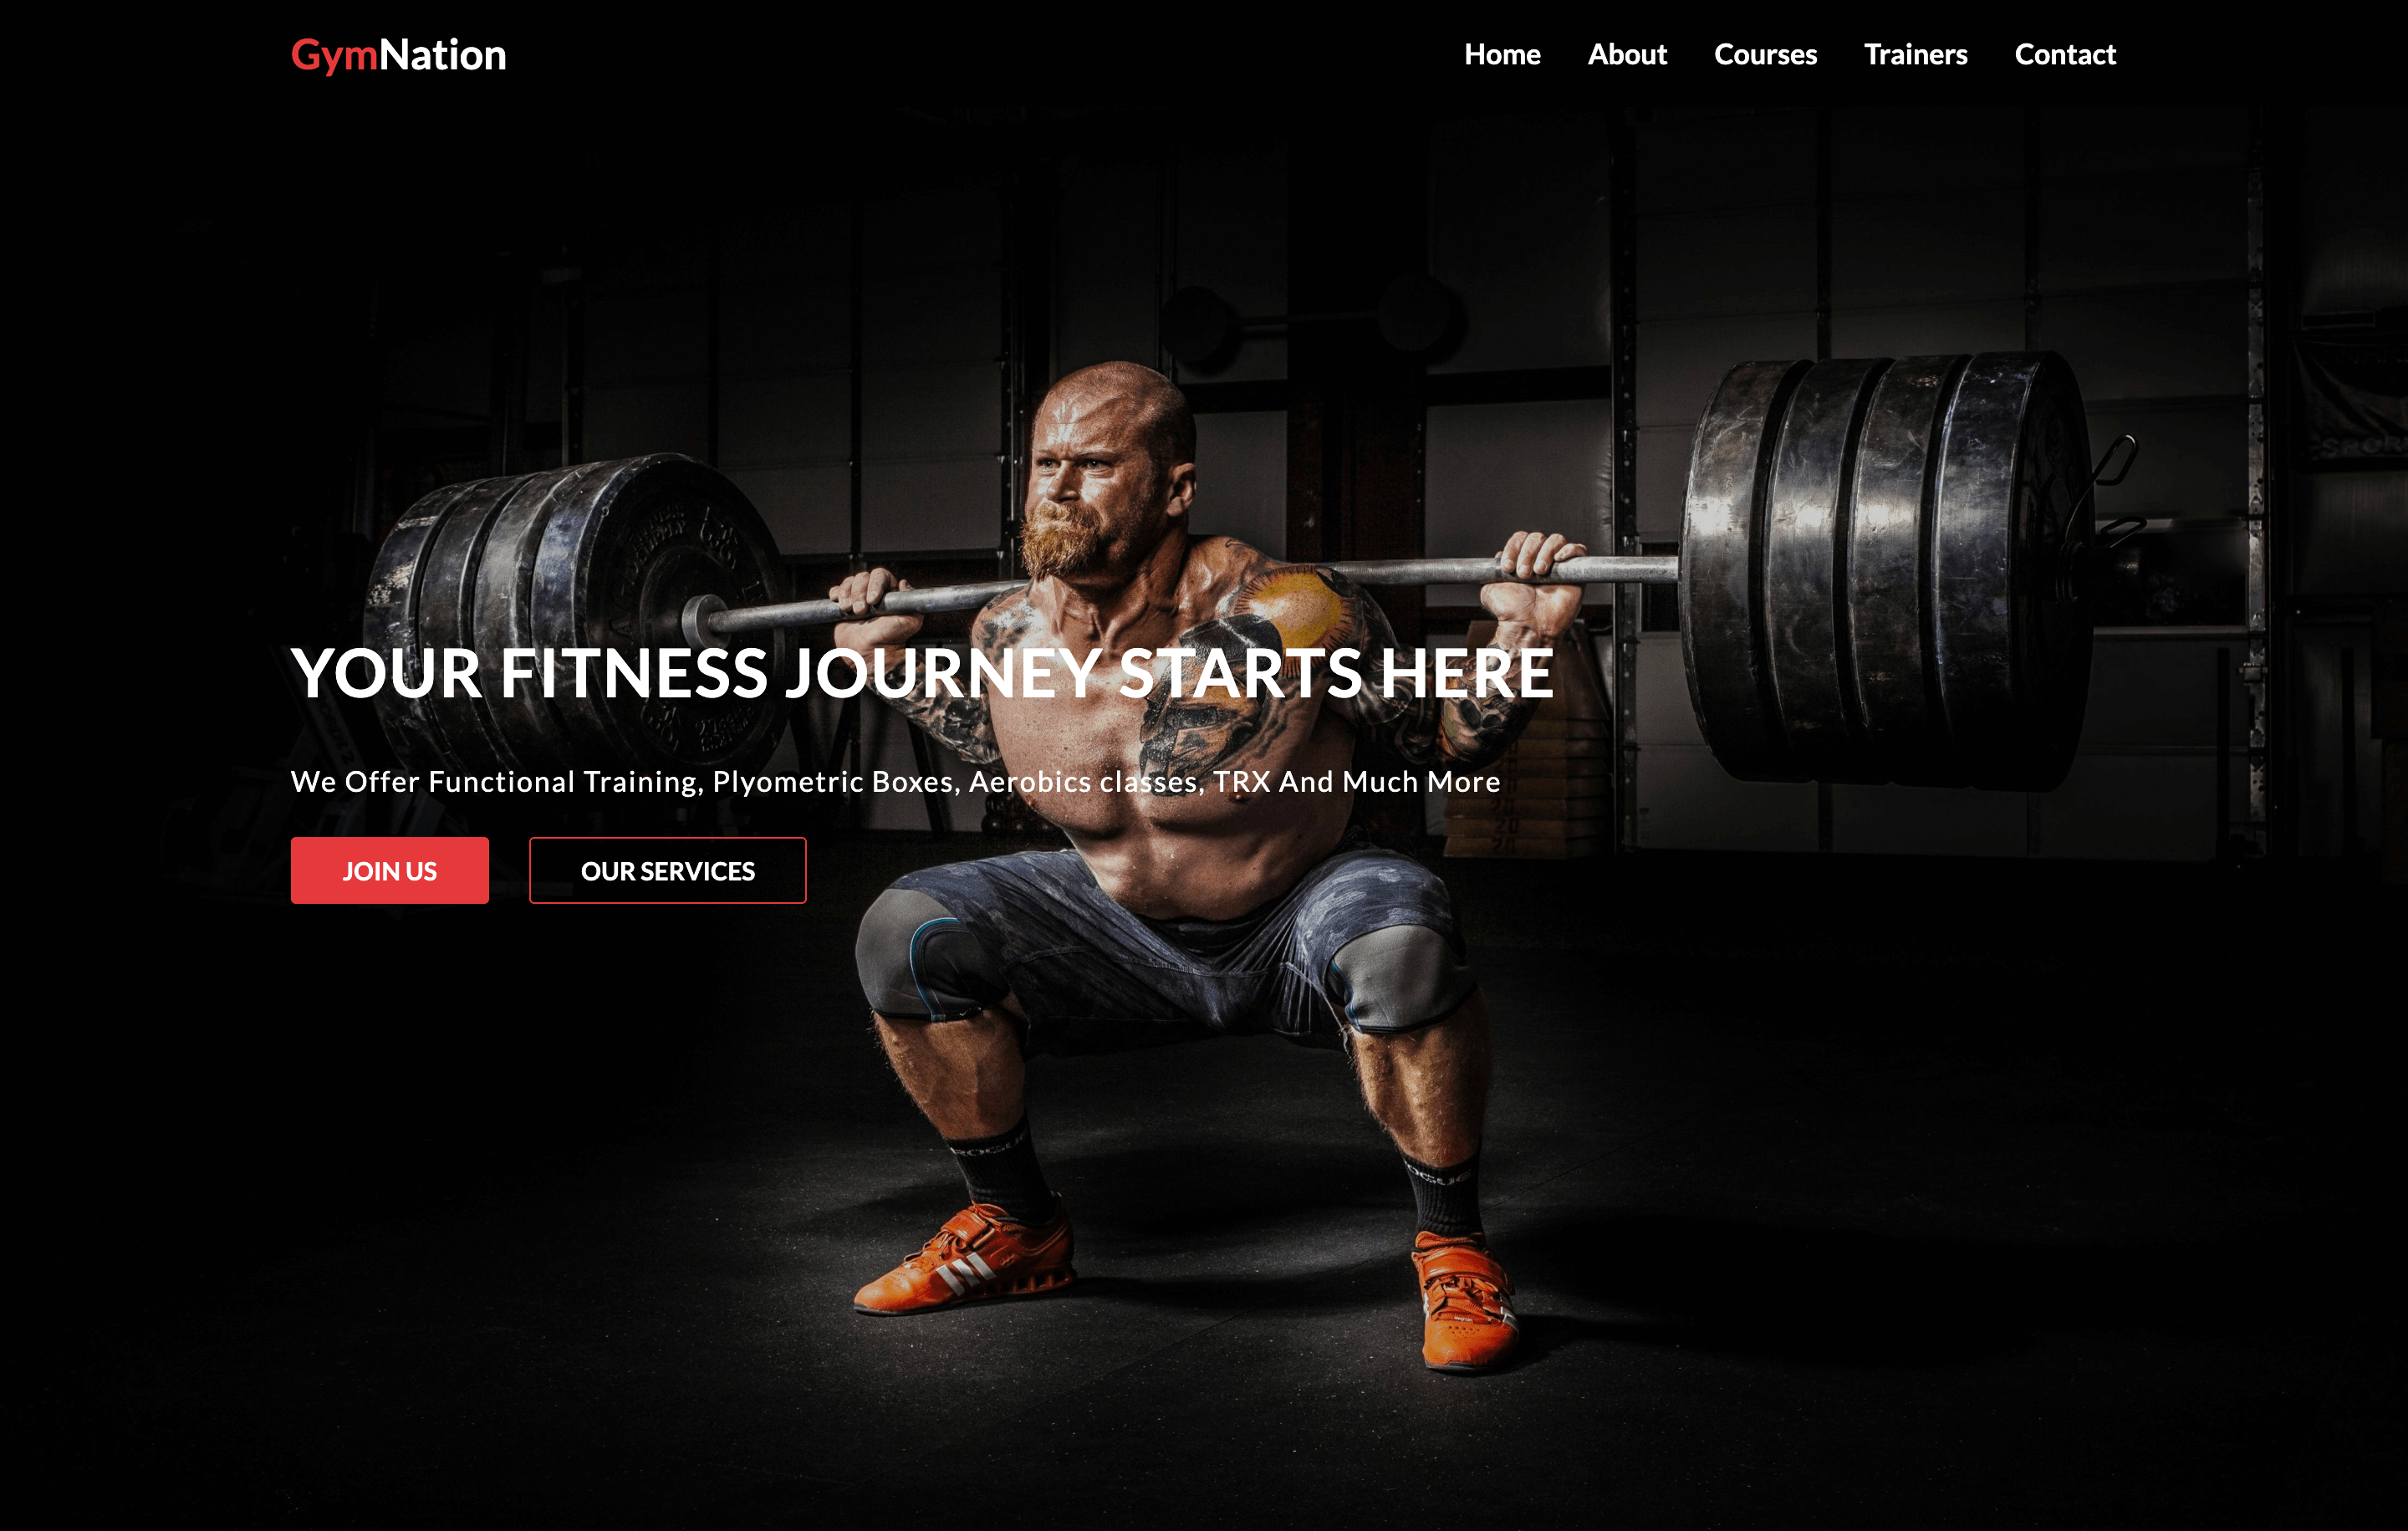 GymNation
Home About Courses Trainers Contact
YOUR FITNESS JOURNEY STARTS HERE
We Offer Functional Training, Plyometric Boxes, Aerobics classes, TRX And Much More
JOIN US
OUR SERVICES
ROGUE